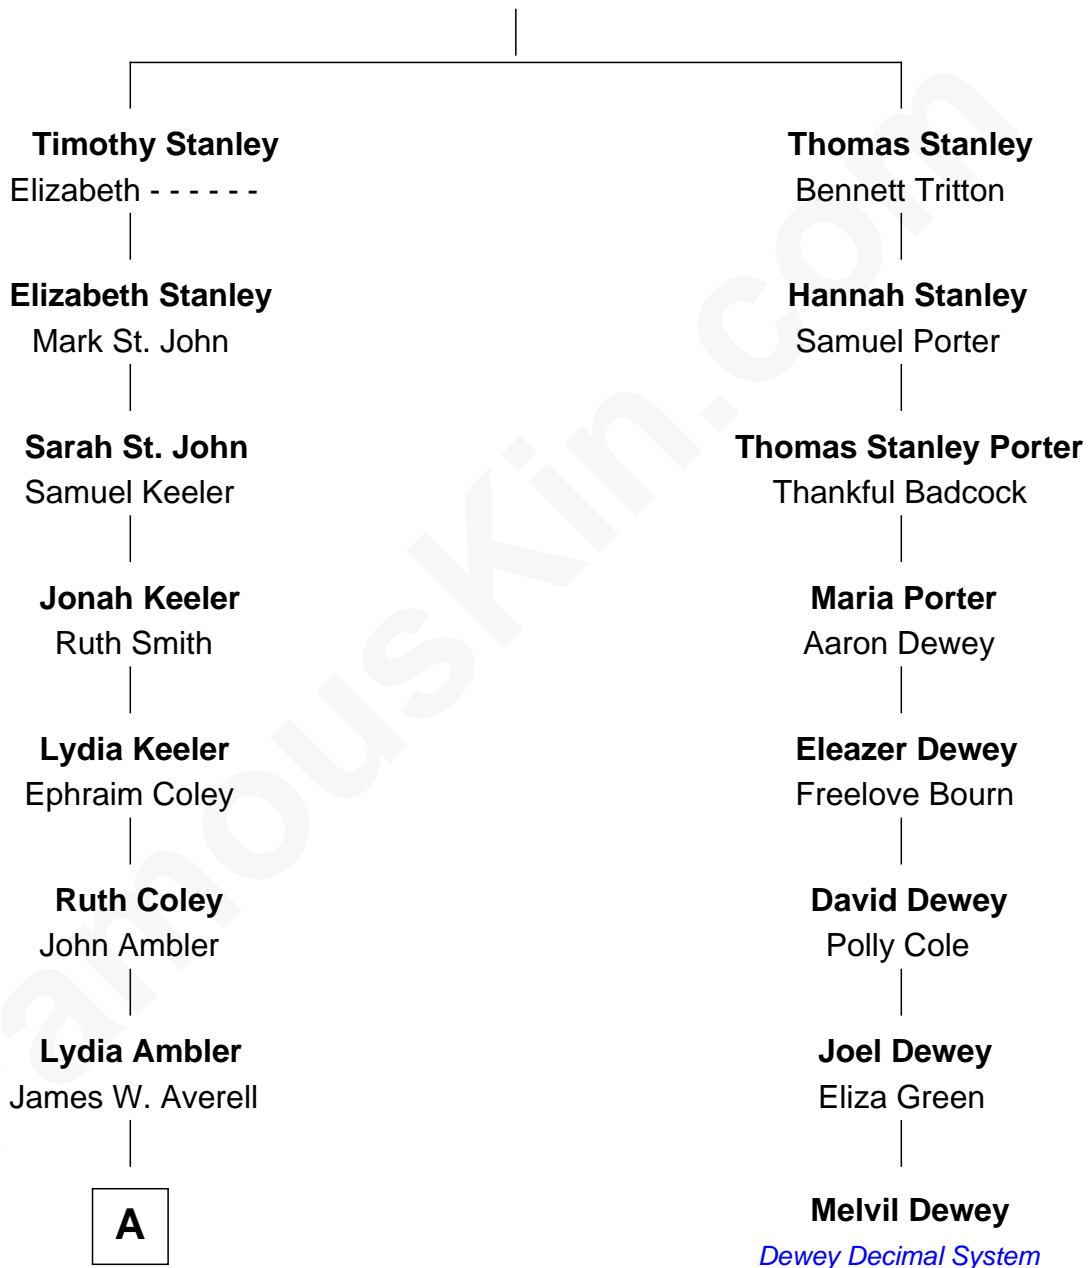 Timothy Stanley
Elizabeth - - - - - -
Thomas Stanley
Bennett Tritton
Elizabeth Stanley
Mark St. John
Hannah Stanley
Samuel Porter
Sarah St. John
Samuel Keeler
Thomas Stanley Porter
Thankful Badcock
Jonah Keeler
Ruth Smith
Maria Porter
Aaron Dewey
Lydia Keeler
Ephraim Coley
Eleazer Dewey
Freelove Bourn
Ruth Coley
John Ambler
David Dewey
Polly Cole
Lydia Ambler
James W. Averell
Joel Dewey
Eliza Green
A
Melvil Dewey
Dewey Decimal System
amousKin.com